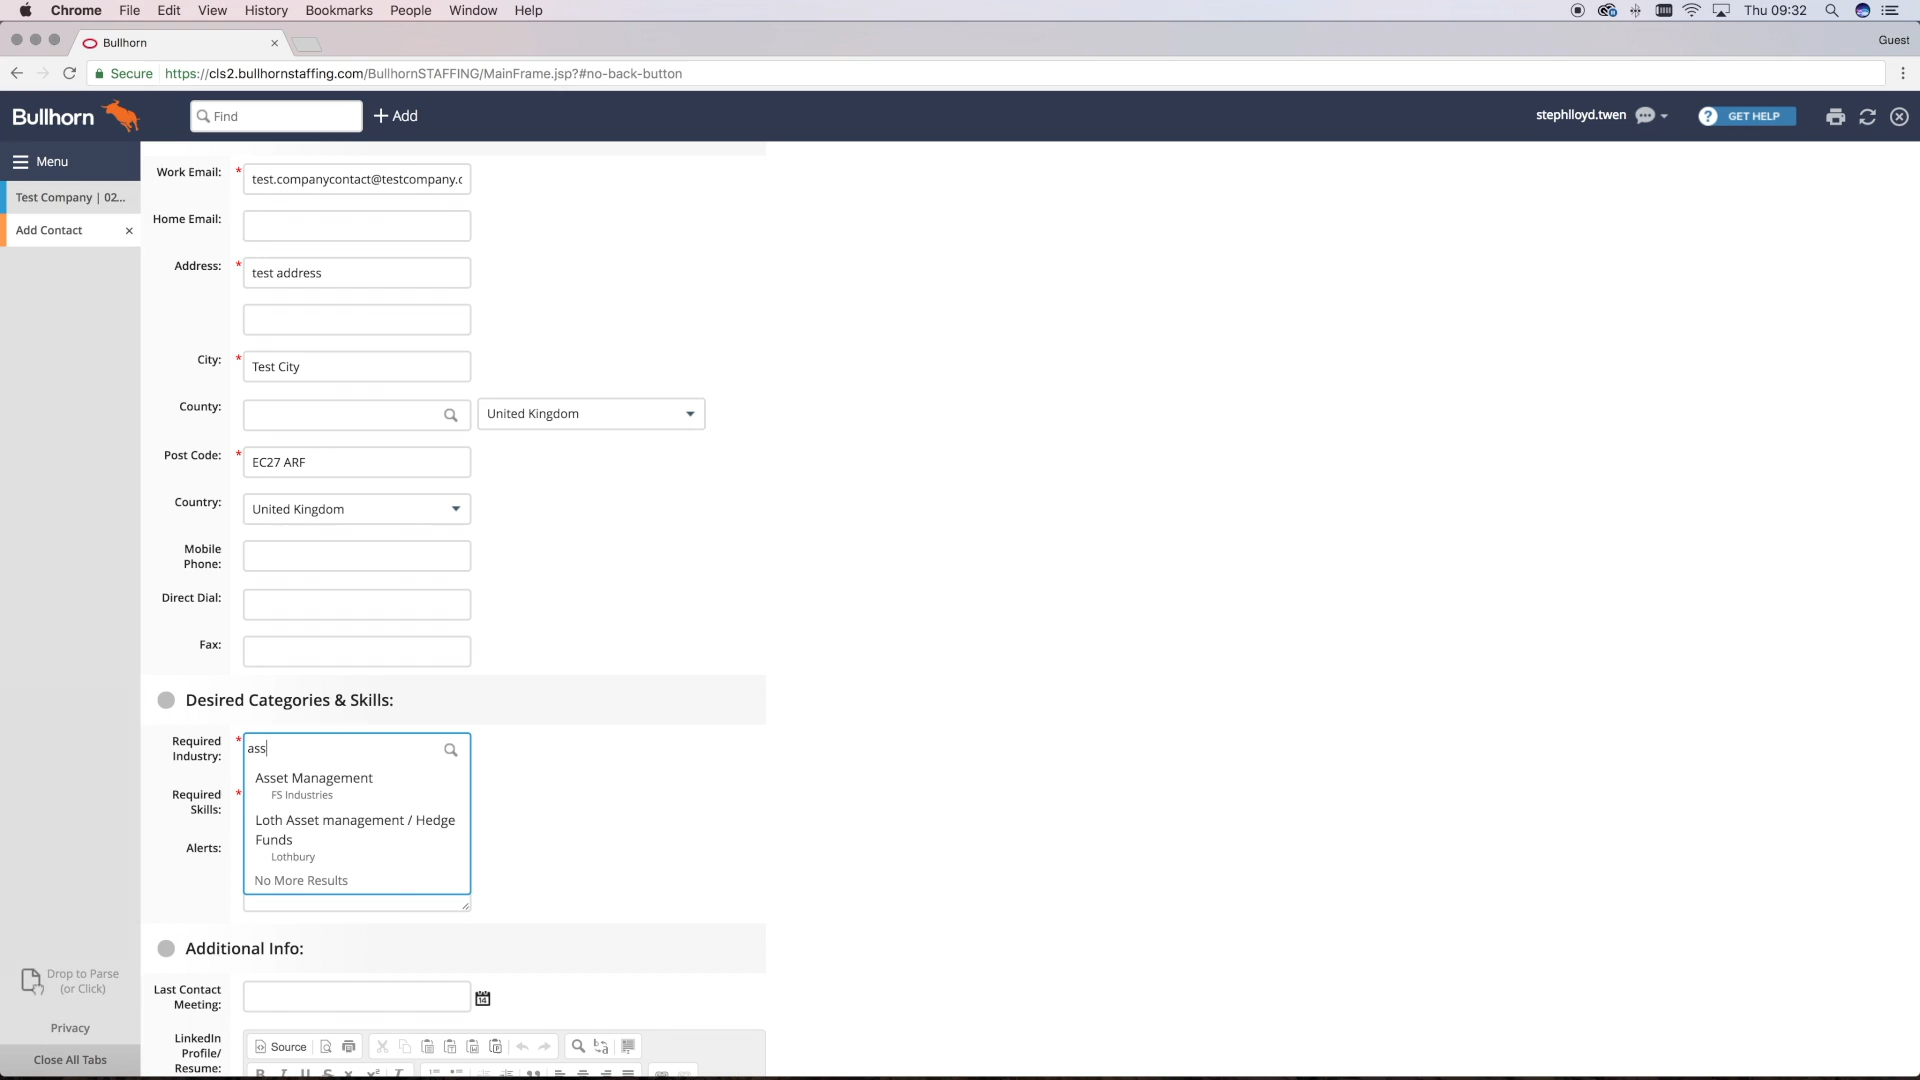 Chrome File Edit View History Bookmarks People Window Help Thu 09:32
Bullhorn
Guest
Secure https://cls2.bullhornstaffing.com/BullhornSTAFFING/MainFrame.jsp?#no-back-button
Bullhorn Find + Add stephlloyd.twen ? GET HELP
Menu
Test Company | 02...
Add Contact
Work Email: * test.companycontact@testcompany.c
Home Email:
Address: * test address
City: * Test City
County: United Kingdom
Post Code: * EC27 ARF
Country: United Kingdom
Mobile
Phone:
Direct Dial:
Fax:
Desired Categories & Skills:
Required
Industry: * ass
Asset Management
FS Industries
Required
Skills: *
Loth Asset management / Hedge
Funds
Lothbury
Alerts:
No More Results
Additional Info:
Last Contact
Meeting: 14
LinkedIn
Profile/
Resume:
Source
Drop to Parse
(or Click)
Privacy
Close All Tabs